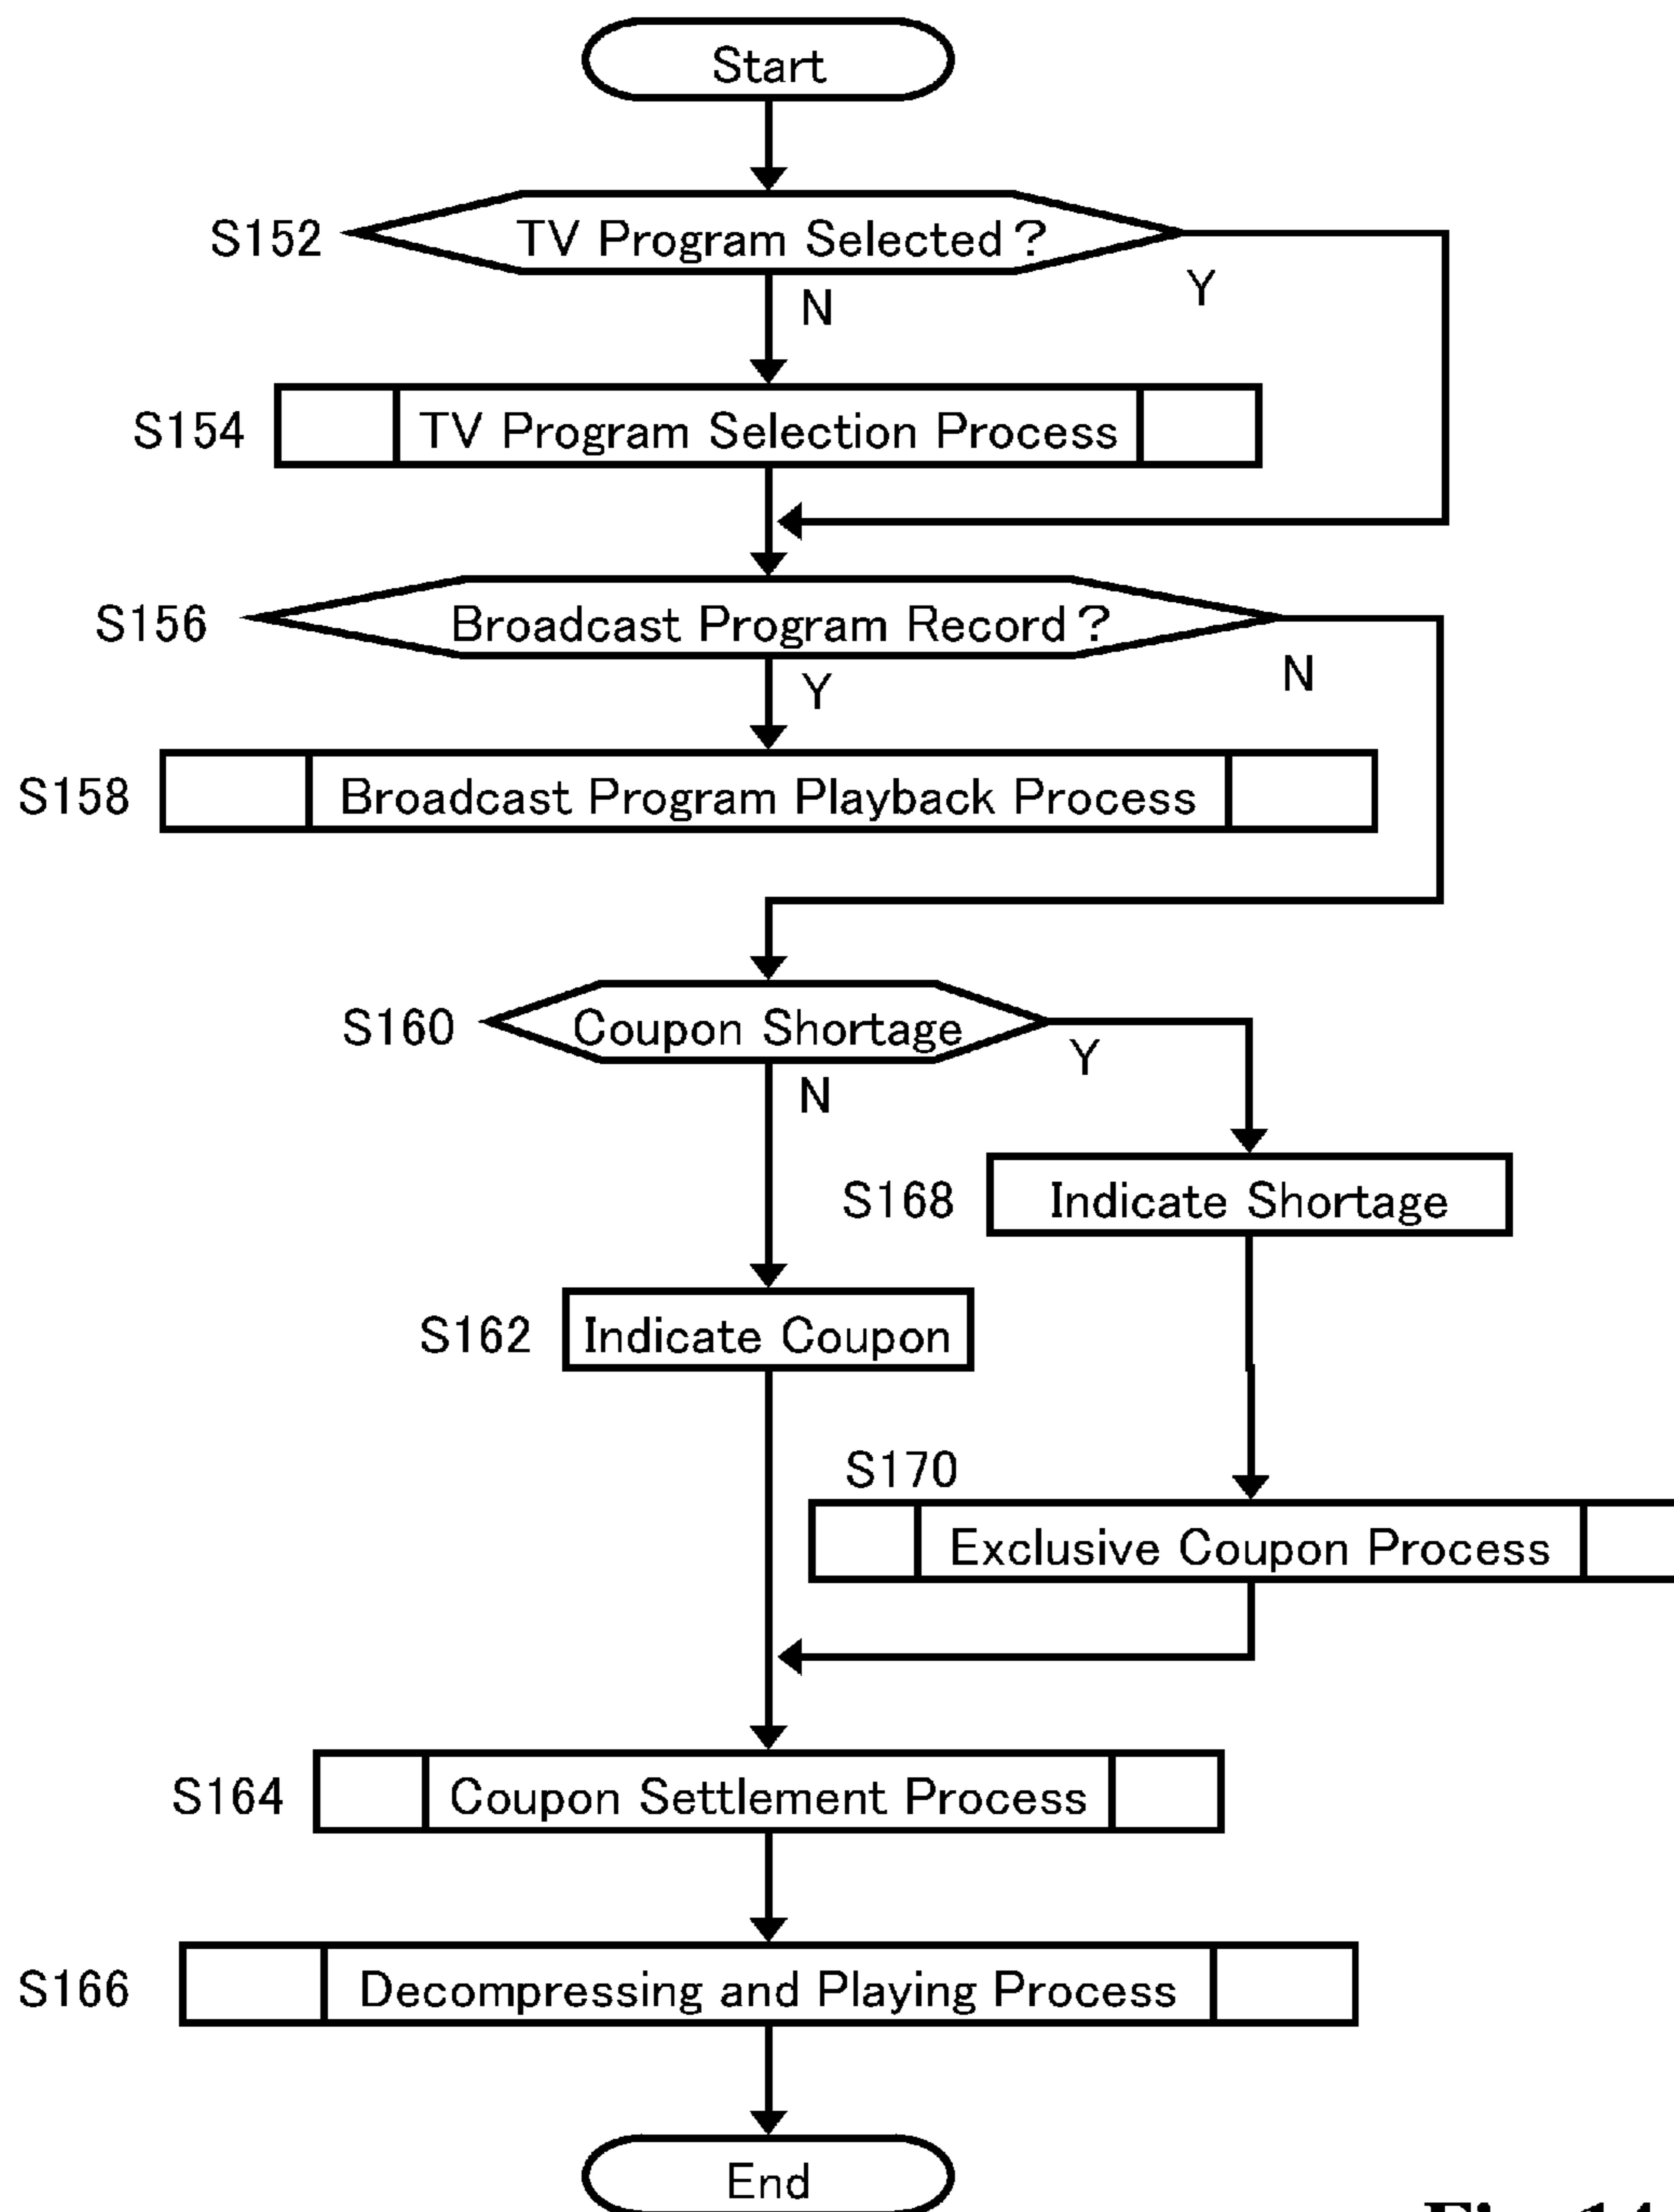 Start
S152 TV Program Selected?
Y
N
S154 TV Program Selection Process
S156 Broadcast Program Record?
N
Y
S158 Broadcast Program Playback Process
S160 Coupon Shortage
Y
N
S168 Indicate Shortage
S162 Indicate Coupon
S170
Exclusive Coupon Process
S164 Coupon Settlement Process
S166 Decompressing and Playing Process
End